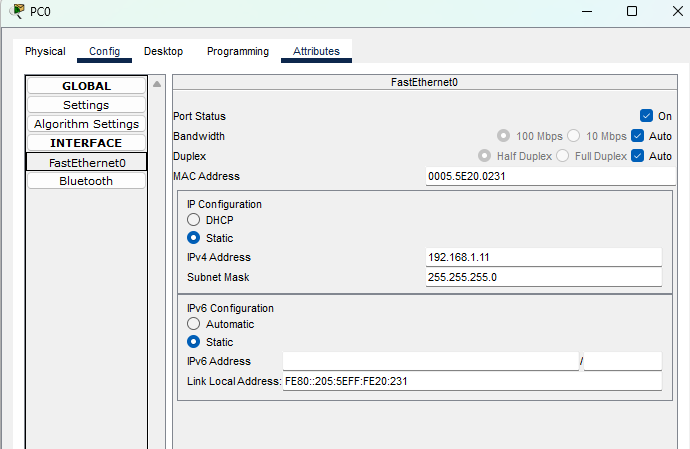 PC0
Physical Config Desktop Programming Attributes
GLOBAL
Settings
Algorithm Settings
INTERFACE
FastEthernet0
Bluetooth
FastEthernet0
Port Status On
Bandwidth 100 Mbps 10 Mbps Auto
Duplex Half Duplex Full Duplex Auto
MAC Address 0005.5E20.0231
IP Configuration
DHCP
Static
IPv4 Address 192.168.1.11
Subnet Mask 255.255.255.0
IPv6 Configuration
Automatic
Static
IPv6 Address /
Link Local Address: FE80::205:5EFF:FE20:231